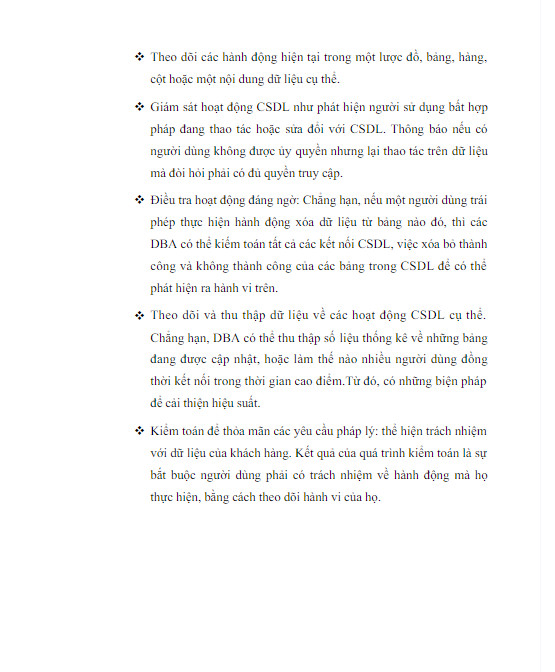 ❖ Theo dõi các hành động hiện tại trong một lược đồ, bảng, hàng,
cột hoặc một nội dung dữ liệu cụ thể.
❖ Giám sát hoạt động CSDL như phát hiện người sử dụng bất hợp
pháp đang thao tác hoặc sửa đổi với CSDL. Thông báo nếu có
người dùng không được ủy quyền nhưng lại thao tác trên dữ liệu
mà đòi hỏi phải có đủ quyền truy cập.
❖ Điều tra hoạt động đáng ngờ: Chẳng hạn, nếu một người dùng trái
phép thực hiện hành động xóa dữ liệu từ bảng nào đó, thì các
DBA có thể kiểm toán tất cả các kết nối CSDL, việc xóa bỏ thành
công và không thành công của các bảng trong CSDL để có thể
phát hiện ra hành vi trên.
❖ Theo dõi và thu thập dữ liệu về các hoạt động CSDL cụ thể.
Chẳng hạn, DBA có thể thu thập số liệu thống kê về những bảng
đang được cập nhật, hoặc làm thế nào nhiều người dùng đồng
thời kết nối trong thời gian cao điểm.Từ đó, có những biện pháp
để cải thiện hiệu suất.
❖ Kiểm toán để thỏa mãn các yêu cầu pháp lý: thể hiện trách nhiệm
với dữ liệu của khách hàng. Kết quả của quá trình kiểm toán là sự
bắt buộc người dùng phải có trách nhiệm về hành động mà họ
thực hiện, bằng cách theo dõi hành vi của họ.